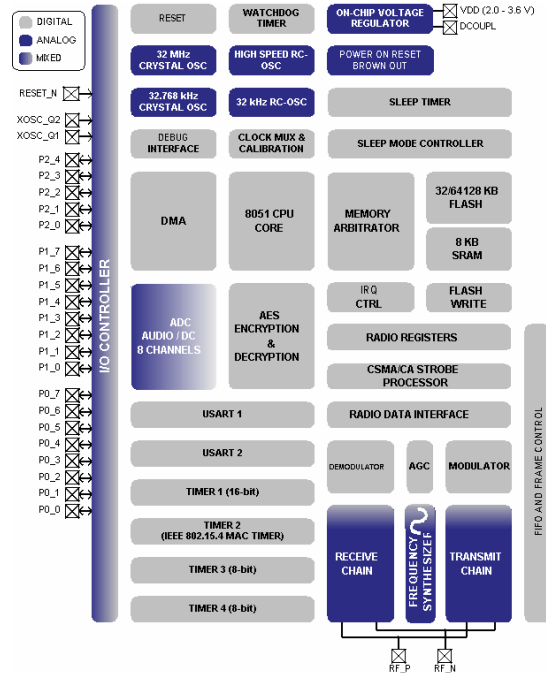 DIGITAL
ANALOG
MIXED
RESET
WATCHDOG
TIMER
ON-CHIP VOLTAGE
REGULATOR
VDD (2.0 - 3.6 V)
DCOUPL
32 MHz
CRYSTAL OSC
HIGH SPEED RC-
OSC
POWER ON RESET
BROWN OUT
32.768 kHz
CRYSTAL OSC
32 kHz RC-OSC
SLEEP TIMER
DEBUG
INTERFACE
CLOCK MUX &
CALIBRATION
SLEEP MODE CONTROLLER
RESET_N
XOSC_Q2
XOSC_Q1
P2_4
P2_3
P2_2
P2_1
P2_0
P1_7
P1_6
P1_5
P1_4
P1_3
P1_2
P1_1
P1_0
P0_7
P0_6
P0_5
P0_4
P0_3
P0_2
P0_1
P0_0
I/O CONTROLLER
DMA
8051 CPU
CORE
MEMORY
ARBITRATOR
32/64128 KB
FLASH
8 KB
SRAM
ADC
AUDIO / DC
8 CHANNELS
AES
ENCRYPTION
&
DECRYPTION
IRQ
CTRL
FLASH
WRITE
RADIO REGISTERS
CSMA/CA STROBE
PROCESSOR
USART 1
RADIO DATA INTERFACE
USART 2
DEMODULATOR
AGC
MODULATOR
TIMER 1 (16-bit)
TIMER 2
(IEEE 802.15.4 MAC TIMER)
TIMER 3 (8-bit)
TIMER 4 (8-bit)
RECEIVE
CHAIN
FREQUENCY
SYNTHESIZER
TRANSMIT
CHAIN
FIFO AND FRAME CONTROL
RF_P
RF_N